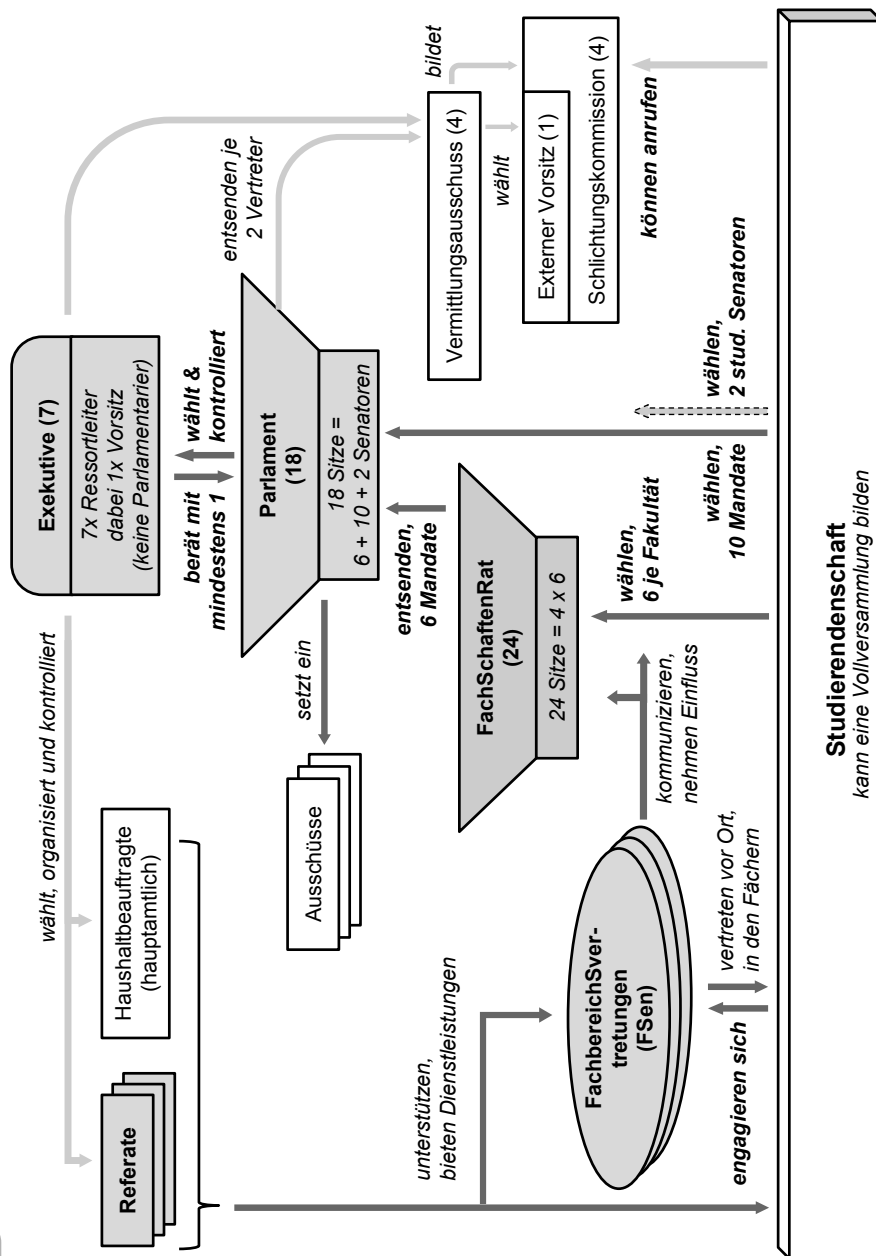 wählt, organisiert und kontrolliert
Referate
Haushaltbeauftragte
(hauptamtlich)
Exekutive (7)
7x Ressortleiter
dabei 1x Vorsitz
(keine Parlamentarier)
berät mit
mindestens 1
wählt &
kontrolliert
entsenden je
2 Vertreter
setzt ein
Ausschüsse
Parlament
(18)
18 Sitze =
6 + 10 + 2 Senatoren
Vermittlungsausschuss (4)
bildet
wählt
Externer Vorsitz (1)
Schlichtungskommission (4)
können anrufen
unterstützen,
bieten Dienstleistungen
entsenden,
6 Mandate
FachSchaftenRat
(24)
24 Sitze = 4 x 6
FachbereichSver-
tretungen
(FSen)
kommunizieren,
nehmen Einfluss
wählen,
6 je Fakultät
wählen,
10 Mandate
wählen,
2 stud. Senatoren
engagieren sich
vertreten vor Ort,
in den Fächern
Studierendenschaft
kann eine Vollversammlung bilden